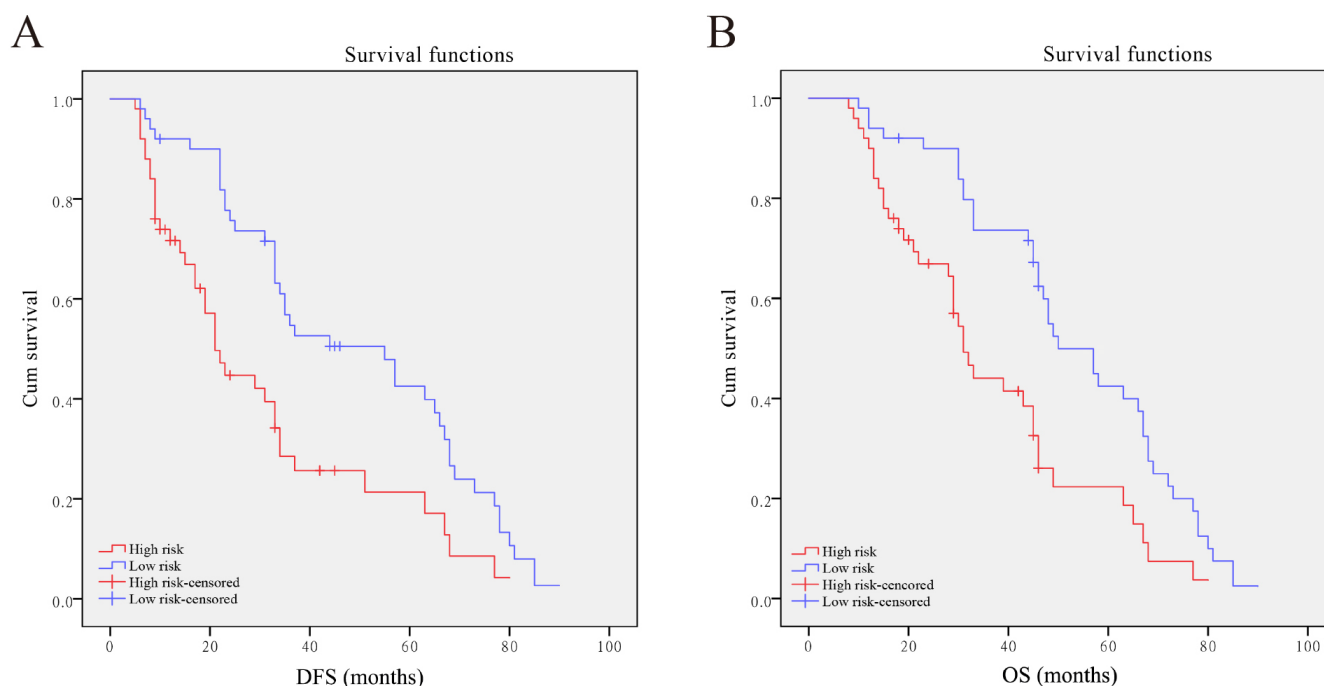 A
Survival functions
Cum survival
1.0
0.8
0.6
0.4
0.2
0.0
High risk
Low risk
High risk-censored
Low risk-censored
0 20 40 60 80 100
DFS (months)
B
Survival functions
Cum survival
1.0
0.8
0.6
0.4
0.2
0.0
High risk
Low risk
High risk-cencored
Low risk-censored
0 20 40 60 80 100
OS (months)